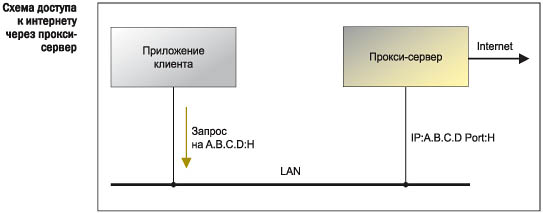 Схема доступа
к интернету
через прокси-
сервер
Приложение
клиента
Прокси-сервер
Internet
Запрос
на A.B.C.D:H
IP:A.B.C.D Port:H
LAN